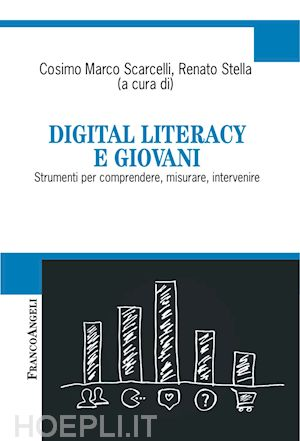 Cosimo Marco Scarcelli, Renato Stella
(a cura di)
DIGITAL LITERACY
E GIOVANI
Strumenti per comprendere, misurare, intervenire
FRANCOANGELI
?
HOEPLI.IT